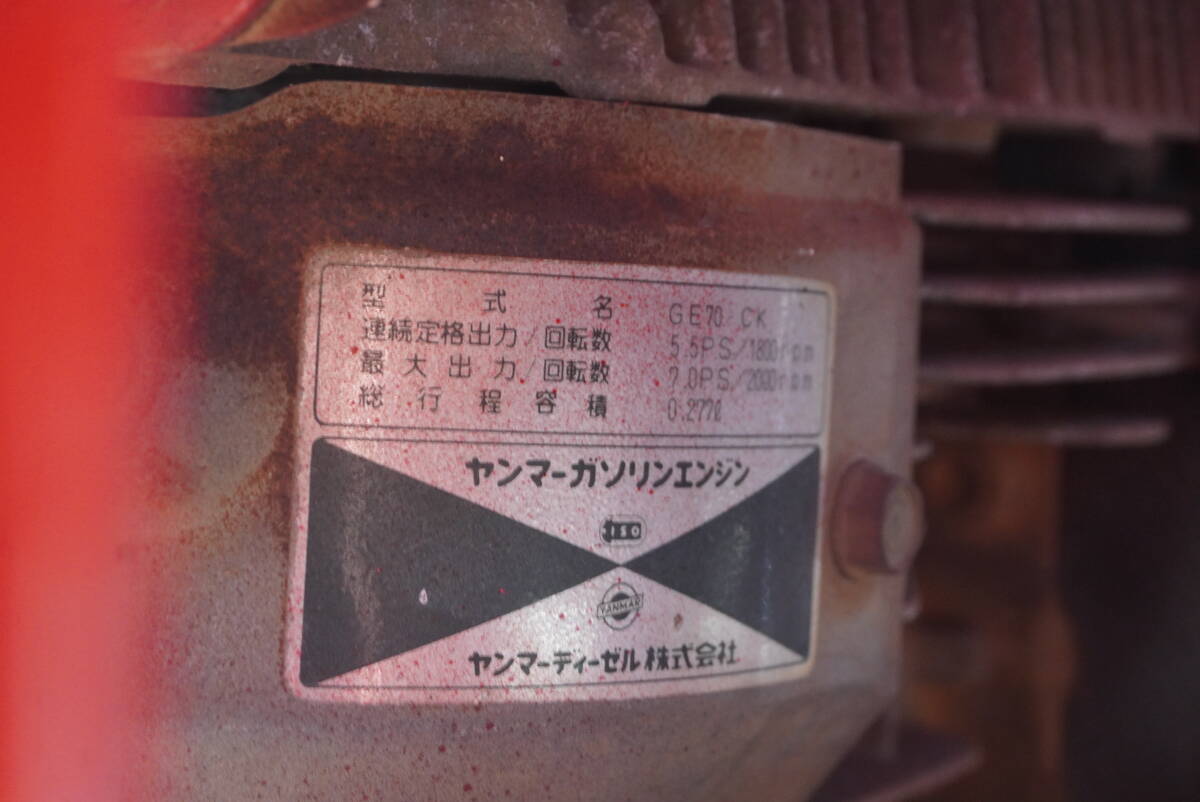 型式名 GE70 CK
連続定格出力/回転数 5.5PS/1800rpm
最大出力/回転数 7.0PS/2000rpm
総行程容積 0.277ℓ
ヤンマーガソリンエンジン
ISO
YANMAR
ヤンマーディーゼル株式会社